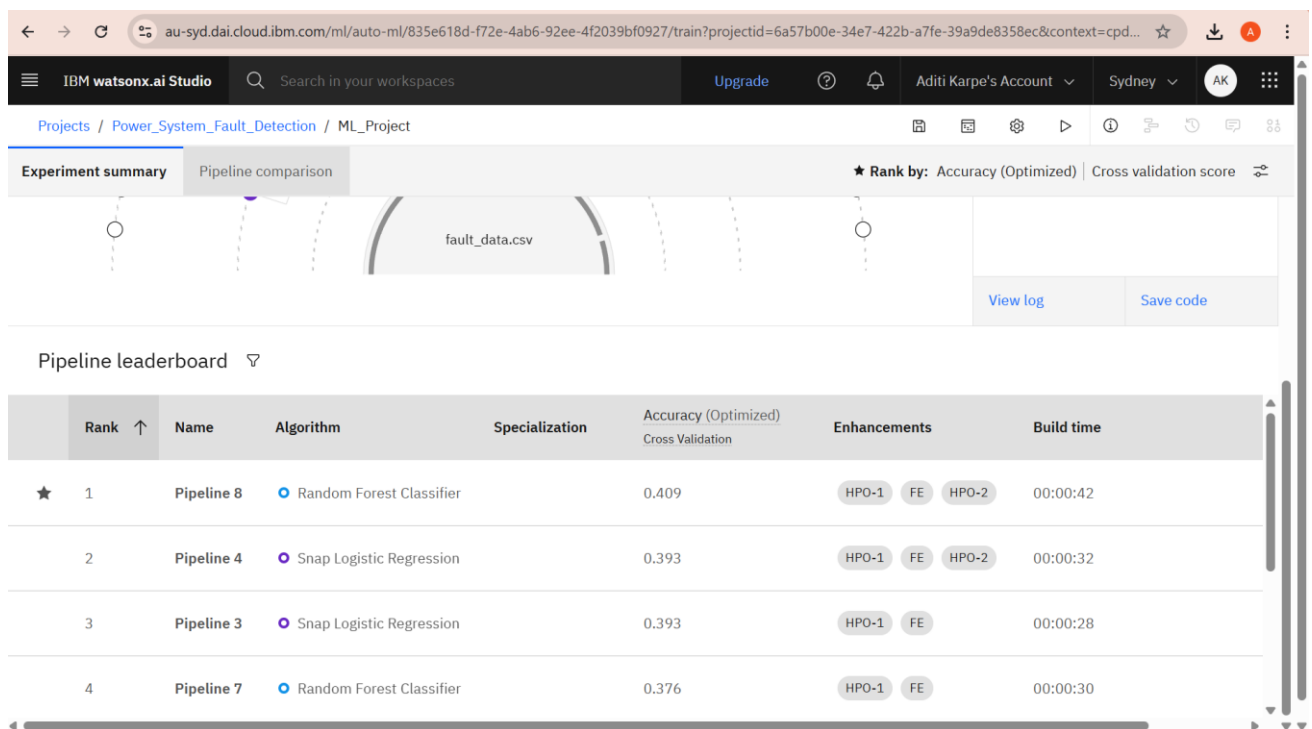 au-syd.dai.cloud.ibm.com/ml/auto-ml/835e618d-f72e-4ab6-92ee-4f2039bf0927/train?projectid=6a57b00e-34e7-422b-a7fe-39a9de8358ec&context=cpd...
A
IBM watsonx.ai Studio
Search in your workspaces
Upgrade
Aditi Karpe's Account
Sydney
AK
Projects / Power_System_Fault_Detection / ML_Project
Experiment summary
Pipeline comparison
Rank by: Accuracy (Optimized) | Cross validation score
fault_data.csv
View log
Save code
Pipeline leaderboard
Rank Name Algorithm Specialization Accuracy (Optimized) Enhancements Build time
Cross Validation
1 Pipeline 8 Random Forest Classifier 0.409 HPO-1 FE HPO-2 00:00:42
2 Pipeline 4 Snap Logistic Regression 0.393 HPO-1 FE HPO-2 00:00:32
3 Pipeline 3 Snap Logistic Regression 0.393 HPO-1 FE 00:00:28
4 Pipeline 7 Random Forest Classifier 0.376 HPO-1 FE 00:00:30